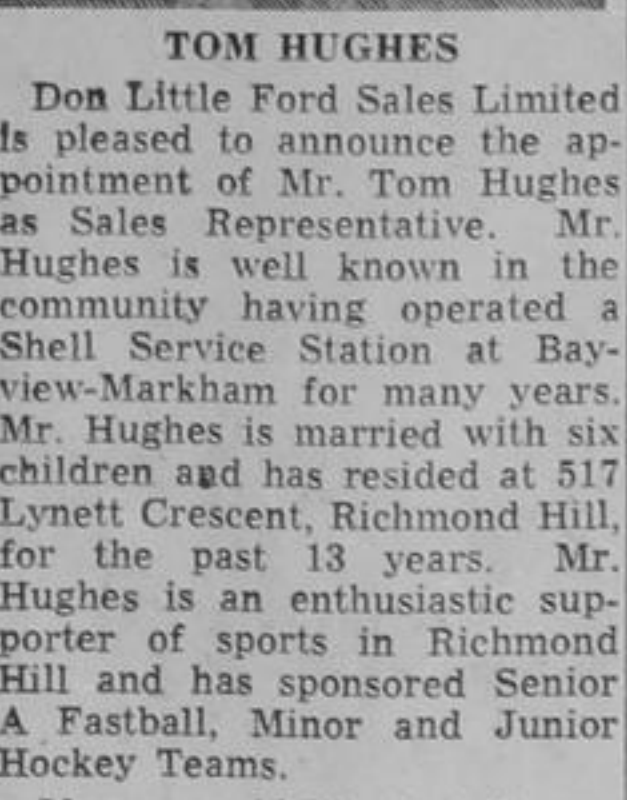 TOM HUGHES
Don Little Ford Sales Limited
is pleased to announce the ap-
pointment of Mr. Tom Hughes
as Sales Representative. Mr.
Hughes is well known in the
community having operated a
Shell Service Station at Bay-
view-Markham for many years.
Mr. Hughes is married with six
children and has resided at 517
Lynett Crescent, Richmond Hill,
for the past 13 years. Mr.
Hughes is an enthusiastic sup-
porter of sports in Richmond
Hill and has sponsored Senior
A Fastball, Minor and Junior
Hockey Teams.